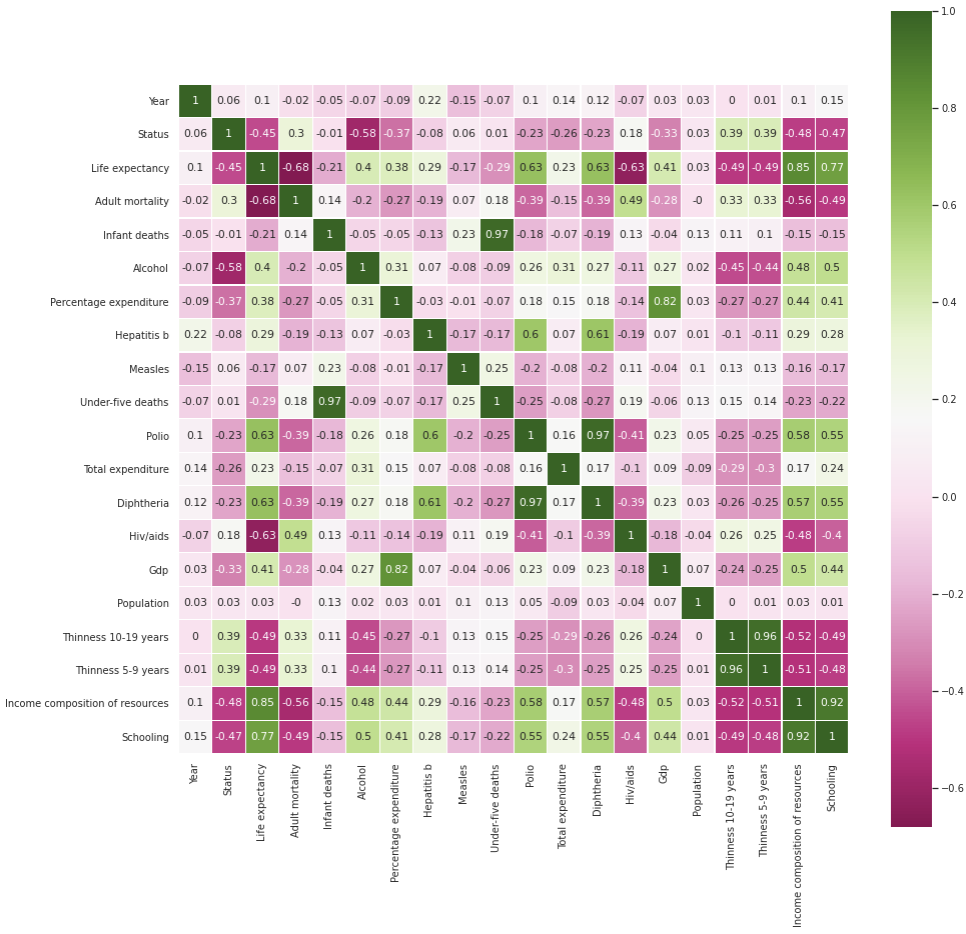 1.0
Year 1 0.06 0.1 -0.02 -0.05 -0.07 -0.09 0.22 -0.15 -0.07 0.1 0.14 0.12 -0.07 0.03 0.03 0 0.01 0.1 0.15
0.8
Status 0.06 1 -0.45 0.3 -0.01 -0.58 -0.37 -0.08 0.06 0.01 -0.23 -0.26 -0.23 0.18 -0.33 0.03 0.39 0.39 -0.48 -0.47
Life expectancy 0.1 -0.45 1 -0.68 -0.21 0.4 0.38 0.29 -0.17 -0.29 0.63 0.23 0.63 -0.63 0.41 0.03 -0.49 -0.49 0.85 0.77
Adult mortality -0.02 0.3 -0.68 1 0.14 -0.2 -0.27 -0.19 0.07 0.18 -0.39 -0.15 -0.39 0.49 -0.28 -0 0.33 0.33 -0.56 -0.49
0.6
Infant deaths -0.05 -0.01 -0.21 0.14 1 -0.05 -0.05 -0.13 0.23 0.97 -0.18 -0.07 -0.19 0.13 -0.04 0.13 0.11 0.1 -0.15 -0.15
Alcohol -0.07 -0.58 0.4 -0.2 -0.05 1 0.31 0.07 -0.08 -0.09 0.26 0.31 0.27 -0.11 0.27 0.02 -0.45 -0.44 0.48 0.5
Percentage expenditure -0.09 -0.37 0.38 -0.27 -0.05 0.31 1 -0.03 -0.01 -0.07 0.18 0.15 0.18 -0.14 0.82 0.03 -0.27 -0.27 0.44 0.41
0.4
Hepatitis b 0.22 -0.08 0.29 -0.19 -0.13 0.07 -0.03 1 -0.17 -0.17 0.6 0.07 0.61 -0.19 0.07 0.01 -0.1 -0.11 0.29 0.28
Measles -0.15 0.06 -0.17 0.07 0.23 -0.08 -0.01 -0.17 1 0.25 -0.2 -0.08 -0.2 0.11 -0.04 0.1 0.13 0.13 -0.16 -0.17
Under-five deaths -0.07 0.01 -0.29 0.18 0.97 -0.09 -0.07 -0.17 0.25 1 -0.25 -0.08 -0.27 0.19 -0.06 0.13 0.15 0.14 -0.23 -0.22
0.2
Polio 0.1 -0.23 0.63 -0.39 -0.18 0.26 0.18 0.6 -0.2 -0.25 1 0.16 0.97 -0.41 0.23 0.05 -0.25 -0.25 0.58 0.55
Total expenditure 0.14 -0.26 0.23 -0.15 -0.07 0.31 0.15 0.07 -0.08 -0.08 0.16 1 0.17 -0.1 0.09 -0.09 -0.29 -0.3 0.17 0.24
0.0
Diphtheria 0.12 -0.23 0.63 -0.39 -0.19 0.27 0.18 0.61 -0.2 -0.27 0.97 0.17 1 -0.39 0.23 0.03 -0.26 -0.25 0.57 0.55
Hiv/aids -0.07 0.18 -0.63 0.49 0.13 -0.11 -0.14 -0.19 0.11 0.19 -0.41 -0.1 -0.39 1 -0.18 -0.04 0.26 0.25 -0.48 -0.4
Gdp 0.03 -0.33 0.41 -0.28 -0.04 0.27 0.82 0.07 -0.04 -0.06 0.23 0.09 0.23 -0.18 1 0.07 -0.24 -0.25 0.5 0.44
-0.2
Population 0.03 0.03 0.03 -0 0.13 0.02 0.03 0.01 0.1 0.13 0.05 -0.09 0.03 -0.04 0.07 1 0 0.01 0.03 0.01
Thinness 10-19 years 0 0.39 -0.49 0.33 0.11 -0.45 -0.27 -0.1 0.13 0.15 -0.25 -0.29 -0.26 0.26 -0.24 0 1 0.96 -0.52 -0.49
Thinness 5-9 years 0.01 0.39 -0.49 0.33 0.1 -0.44 -0.27 -0.11 0.13 0.14 -0.25 -0.3 -0.25 0.25 -0.25 0.01 0.96 1 -0.51 -0.48
-0.4
Income composition of resources 0.1 -0.48 0.85 -0.56 -0.15 0.48 0.44 0.29 -0.16 -0.23 0.58 0.17 0.57 -0.48 0.5 0.03 -0.52 -0.51 1 0.92
Schooling 0.15 -0.47 0.77 -0.49 -0.15 0.5 0.41 0.28 -0.17 -0.22 0.55 0.24 0.55 -0.4 0.44 0.01 -0.49 -0.48 0.92 1
-0.6
Year
Status
Life expectancy
Adult mortality
Infant deaths
Alcohol
Percentage expenditure
Hepatitis b
Measles
Under-five deaths
Polio
Total expenditure
Diphtheria
Hiv/aids
Gdp
Population
Thinness 10-19 years
Thinness 5-9 years
Income composition of resources
Schooling